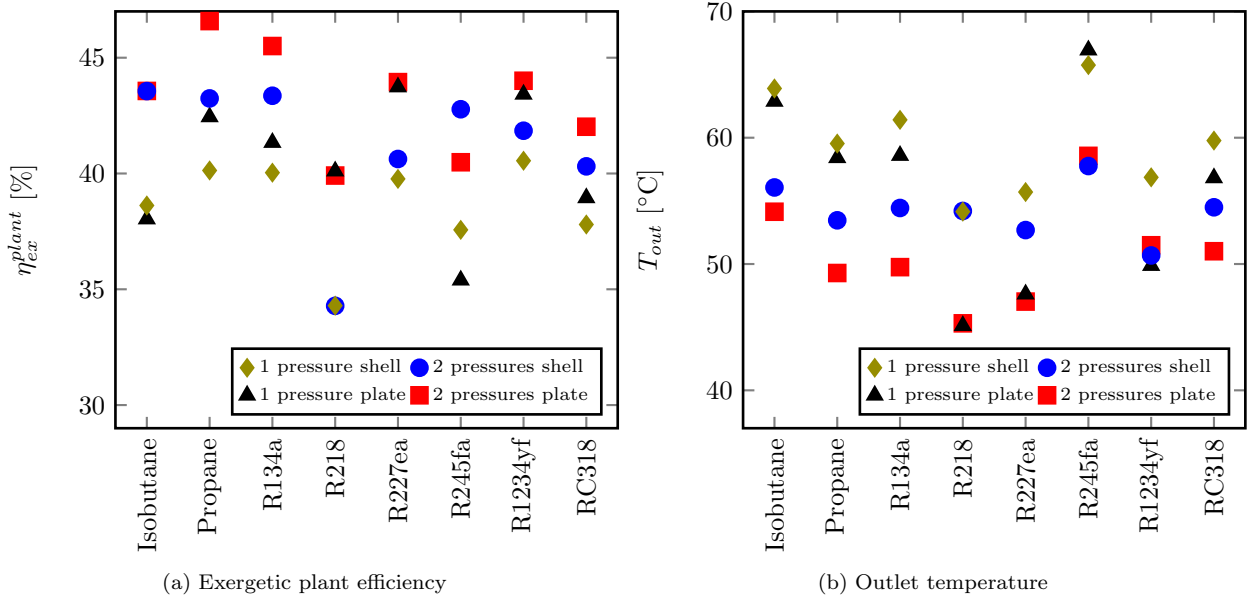 45
40
35
30
η_ex^plant [%]
1 pressure shell 2 pressures shell
1 pressure plate 2 pressures plate
Isobutane
Propane
R134a
R218
R227ea
R245fa
R1234yf
RC318
(a) Exergetic plant efficiency
70
60
50
40
T_out [°C]
1 pressure shell 2 pressures shell
1 pressure plate 2 pressures plate
Isobutane
Propane
R134a
R218
R227ea
R245fa
R1234yf
RC318
(b) Outlet temperature